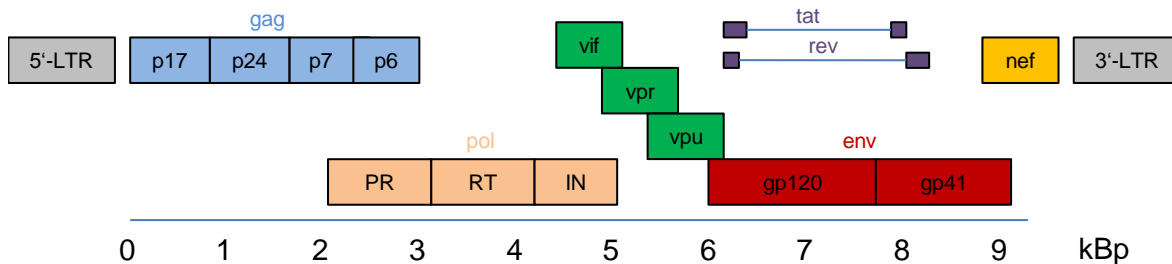 gag
tat
5‘-LTR p17 p24 p7 p6 vif rev nef 3‘-LTR
vpr
vpu
pol env
PR RT IN gp120 gp41
0 1 2 3 4 5 6 7 8 9 kBp